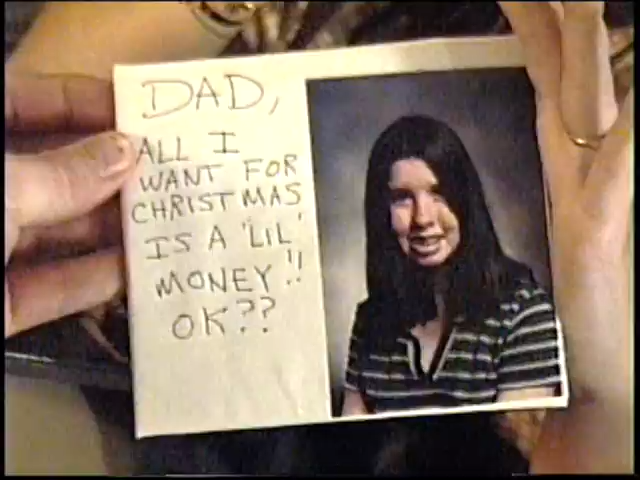 DAD,
ALL I
WANT FOR
CHRISTMAS
IS A 'LIL'
MONEY!!
OK??